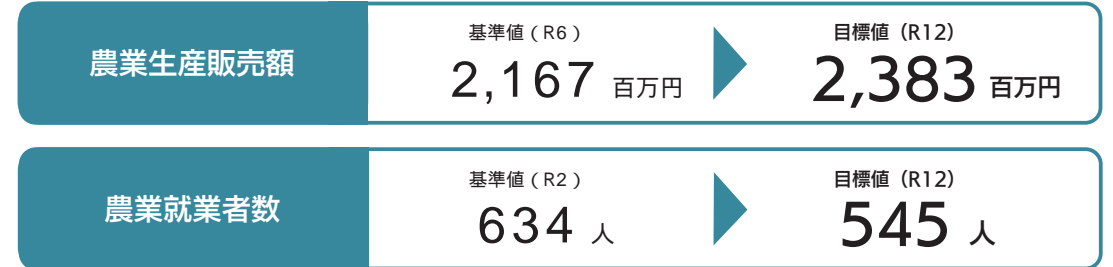 農業生産販売額
基準値(R6)
2,167 百万円
目標値(R12)
2,383 百万円
農業就業者数
基準値(R2)
634 人
目標値(R12)
545 人